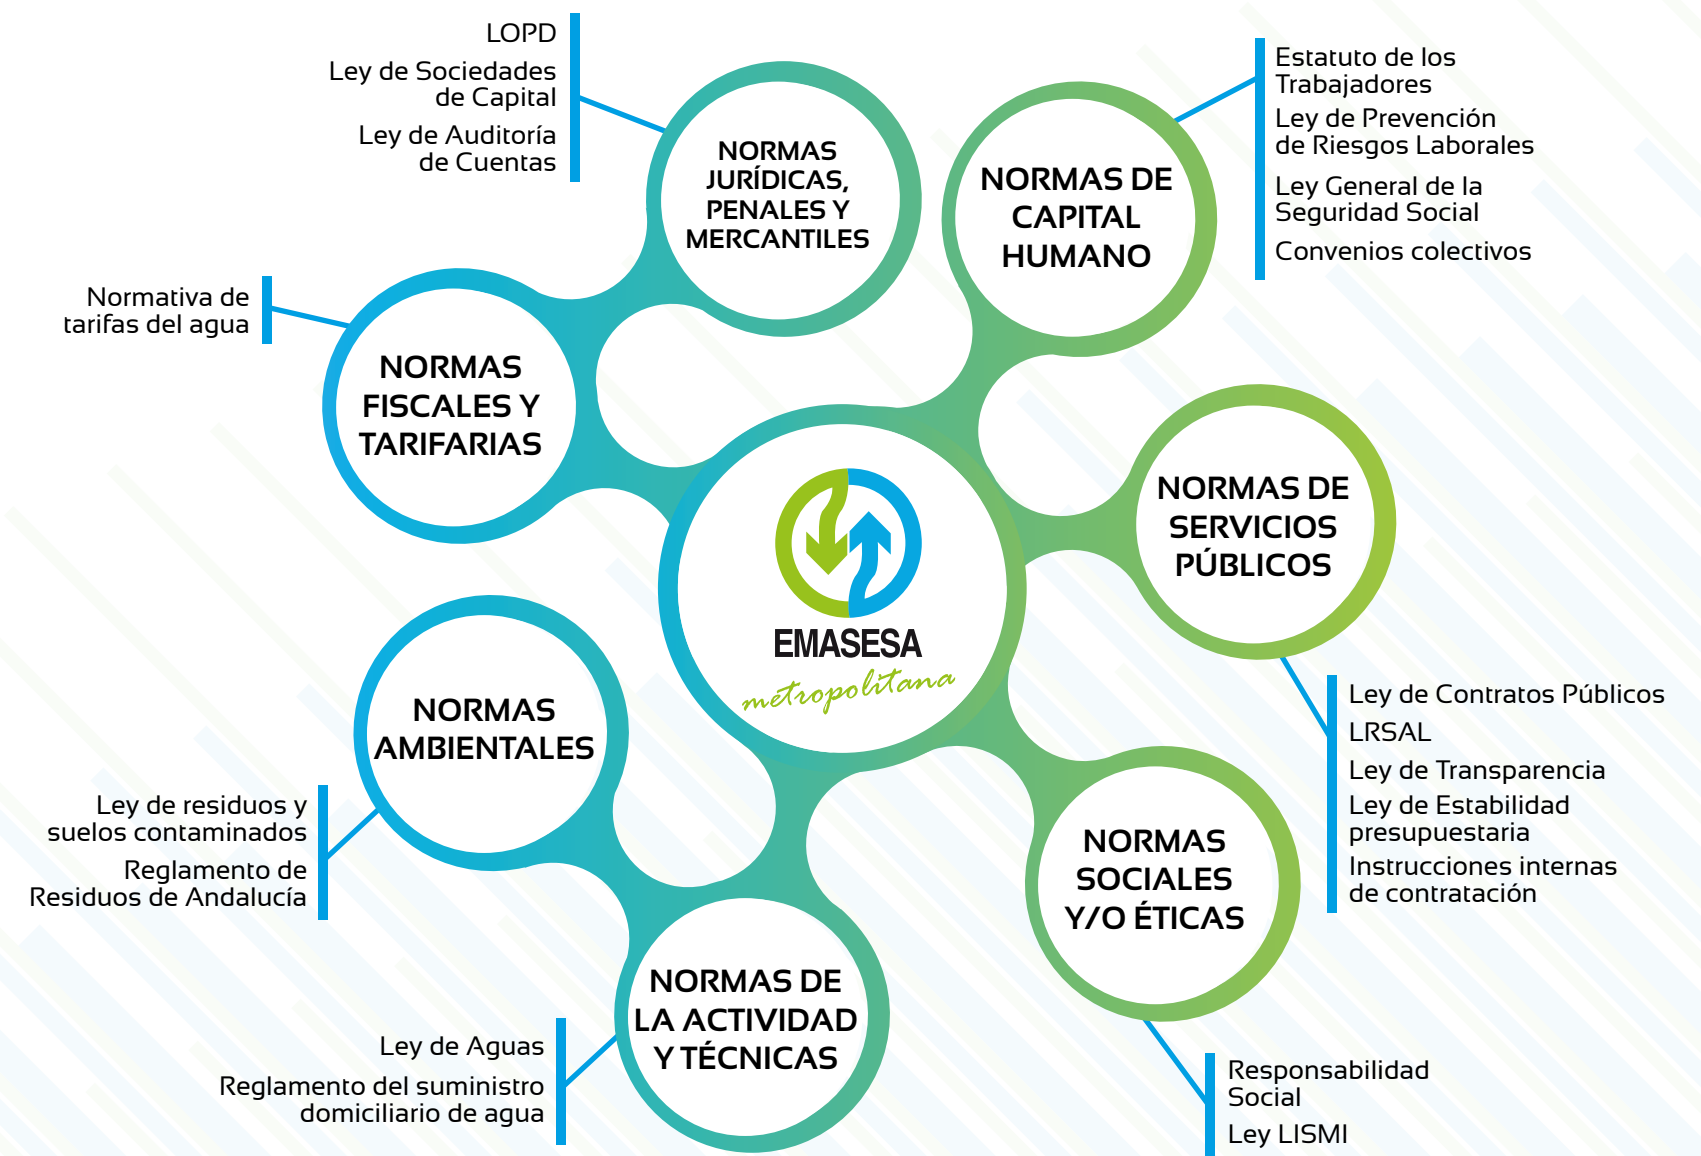 LOPD
Ley de Sociedades
de Capital
Ley de Auditoría
de Cuentas
NORMAS
JURÍDICAS,
PENALES Y
MERCANTILES
NORMAS DE
CAPITAL
HUMANO
Estatuto de los
Trabajadores
Ley de Prevención
de Riesgos Laborales
Ley General de la
Seguridad Social
Convenios colectivos
Normativa de
tarifas del agua
NORMAS
FISCALES Y
TARIFARIAS
NORMAS DE
SERVICIOS
PÚBLICOS
Ley de Contratos Públicos
LRSAL
Ley de Transparencia
Ley de Estabilidad
presupuestaria
Instrucciones internas
de contratación
EMASESA
metropolitana
NORMAS
AMBIENTALES
Ley de residuos y
suelos contaminados
Reglamento de
Residuos de Andalucía
NORMAS
SOCIALES
Y/O ÉTICAS
Responsabilidad
Social
Ley LISMI
NORMAS DE
LA ACTIVIDAD
Y TÉCNICAS
Ley de Aguas
Reglamento del suministro
domiciliario de agua